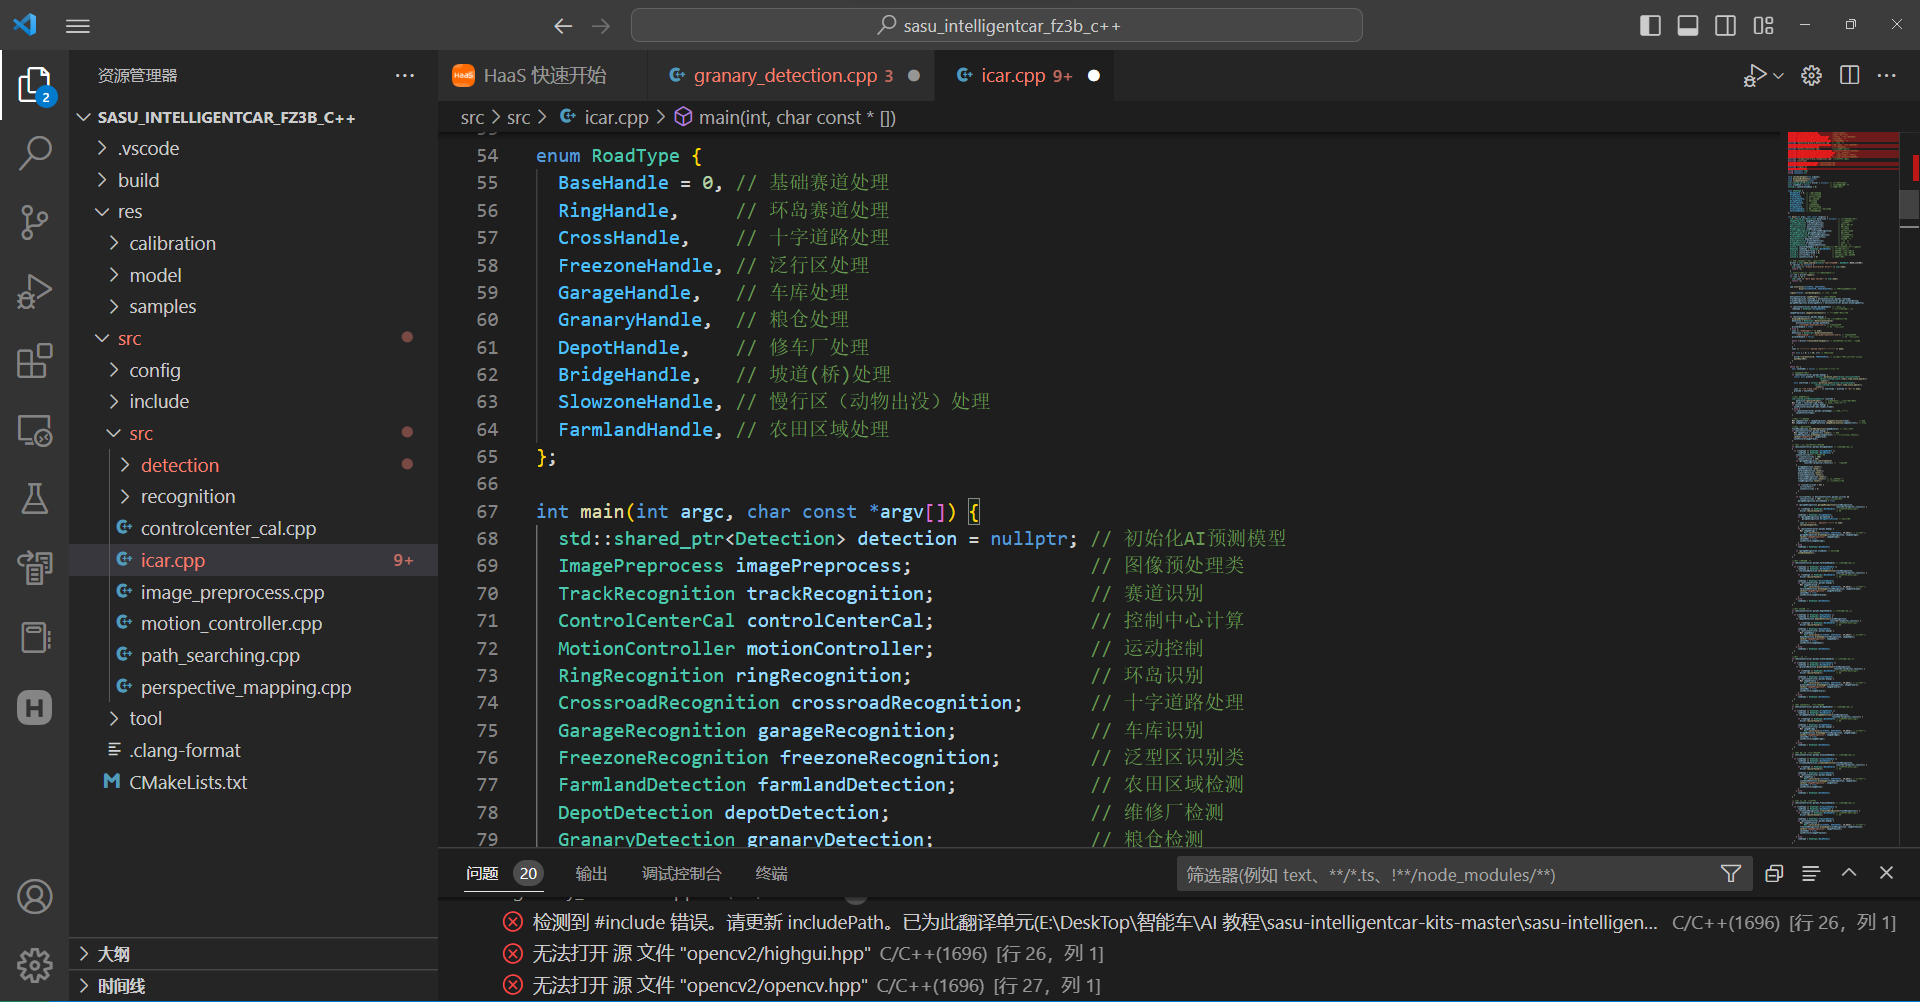 sasu_intelligentcar_fz3b_c++
资源管理器
HaaS 快速开始
granary_detection.cpp 3
icar.cpp 9+
src > src > icar.cpp > main(int, char const * [])
2
SASU_INTELLIGENTCAR_FZ3B_C++
.vscode
build
res
calibration
model
samples
src
config
include
src
detection
recognition
controlcenter_cal.cpp
icar.cpp 9+
image_preprocess.cpp
motion_controller.cpp
path_searching.cpp
perspective_mapping.cpp
tool
.clang-format
CMakeLists.txt
大纲
时间线
54 enum RoadType {
55 BaseHandle = 0, // 基础赛道处理
56 RingHandle, // 环岛赛道处理
57 CrossHandle, // 十字道路处理
58 FreezoneHandle, // 泛行区处理
59 GarageHandle, // 车库处理
60 GranaryHandle, // 粮仓处理
61 DepotHandle, // 修车厂处理
62 BridgeHandle, // 坡道(桥)处理
63 SlowzoneHandle, // 慢行区（动物出没）处理
64 FarmlandHandle, // 农田区域处理
65 };
66
67 int main(int argc, char const *argv[]) {
68 std::shared_ptr<Detection> detection = nullptr; // 初始化AI预测模型
69 ImagePreprocess imagePreprocess; // 图像预处理类
70 TrackRecognition trackRecognition; // 赛道识别
71 ControlCenterCal controlCenterCal; // 控制中心计算
72 MotionController motionController; // 运动控制
73 RingRecognition ringRecognition; // 环岛识别
74 CrossroadRecognition crossroadRecognition; // 十字道路处理
75 GarageRecognition garageRecognition; // 车库识别
76 FreezoneRecognition freezoneRecognition; // 泛型区识别类
77 FarmlandDetection farmlandDetection; // 农田区域检测
78 DepotDetection depotDetection; // 维修厂检测
79 GranaryDetection granaryDetection; // 粮仓检测
问题 20 输出 调试控制台 终端
筛选器(例如 text、**/*.ts、!**/node_modules/**)
检测到 #include 错误。请更新 includePath。已为此翻译单元(E:\DeskTop\智能车\AI 教程\sasu-intelligentcar-kits-master\sasu-intelligen... C/C++(1696) [行 26，列 1]
无法打开 源 文件 "opencv2/highgui.hpp" C/C++(1696) [行 26，列 1]
无法打开 源 文件 "opencv2/opencv.hpp" C/C++(1696) [行 27，列 1]